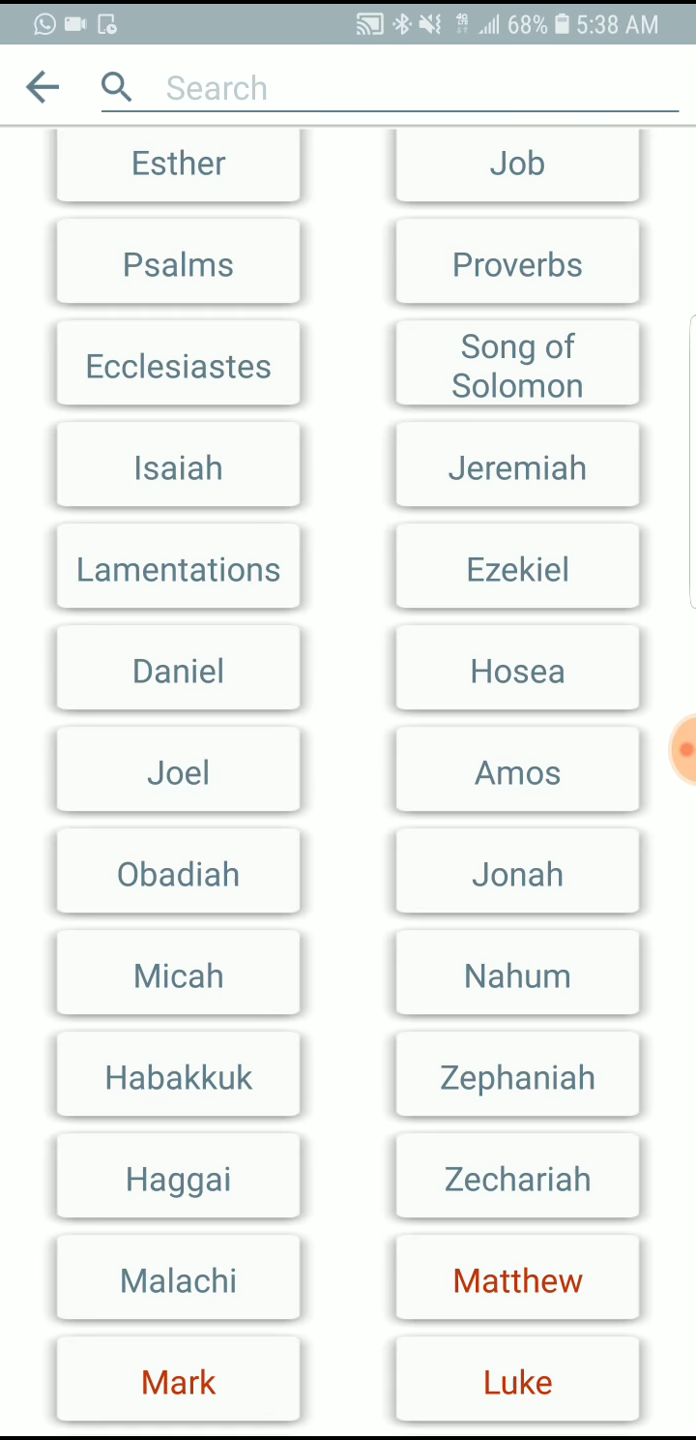 68% 5:38 AM
Search
Esther Job
Psalms Proverbs
Ecclesiastes Song of
Solomon
Isaiah Jeremiah
Lamentations Ezekiel
Daniel Hosea
Joel Amos
Obadiah Jonah
Micah Nahum
Habakkuk Zephaniah
Haggai Zechariah
Malachi Matthew
Mark Luke